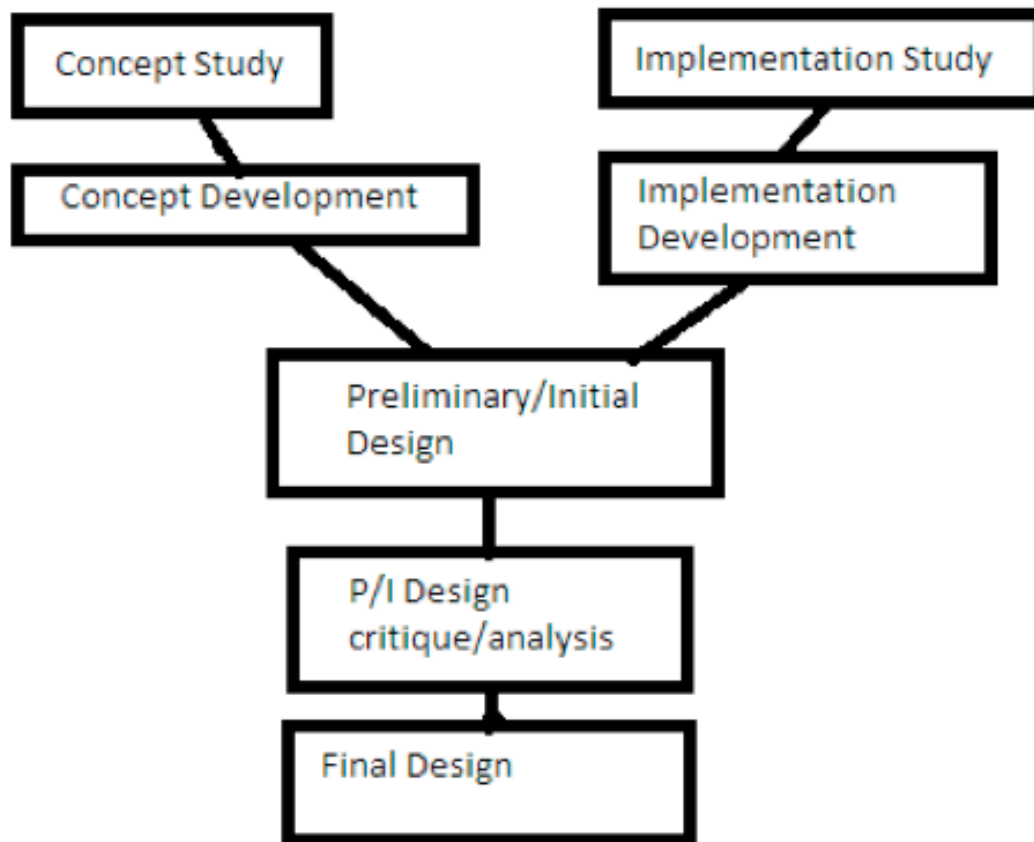 Concept Study
Implementation Study
Concept Development
Implementation
Development
Preliminary/Initial
Design
P/I Design
critique/analysis
Final Design